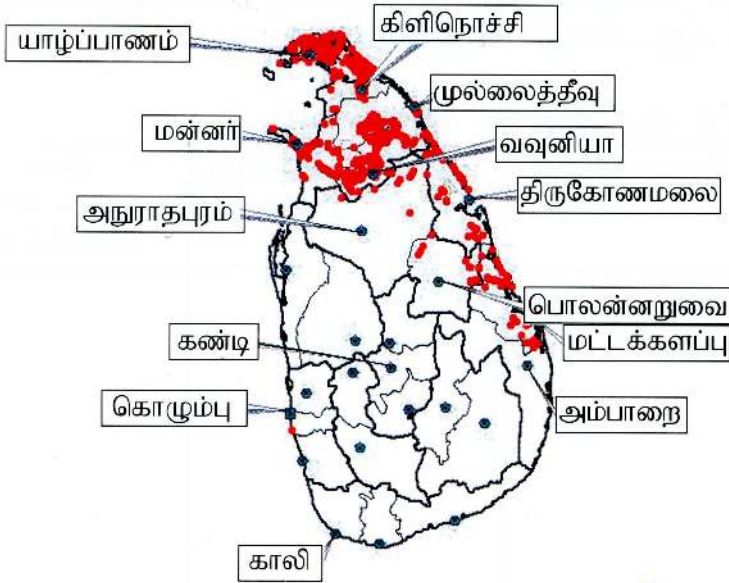 கிளிநொச்சி
யாழ்ப்பாணம்
முல்லைத்தீவு
மன்னர்
வவுனியா
திருகோணமலை
அநுராதபுரம்
பொலன்னறுவை
மட்டக்களப்பு
கண்டி
கொழும்பு
அம்பாறை
காலி